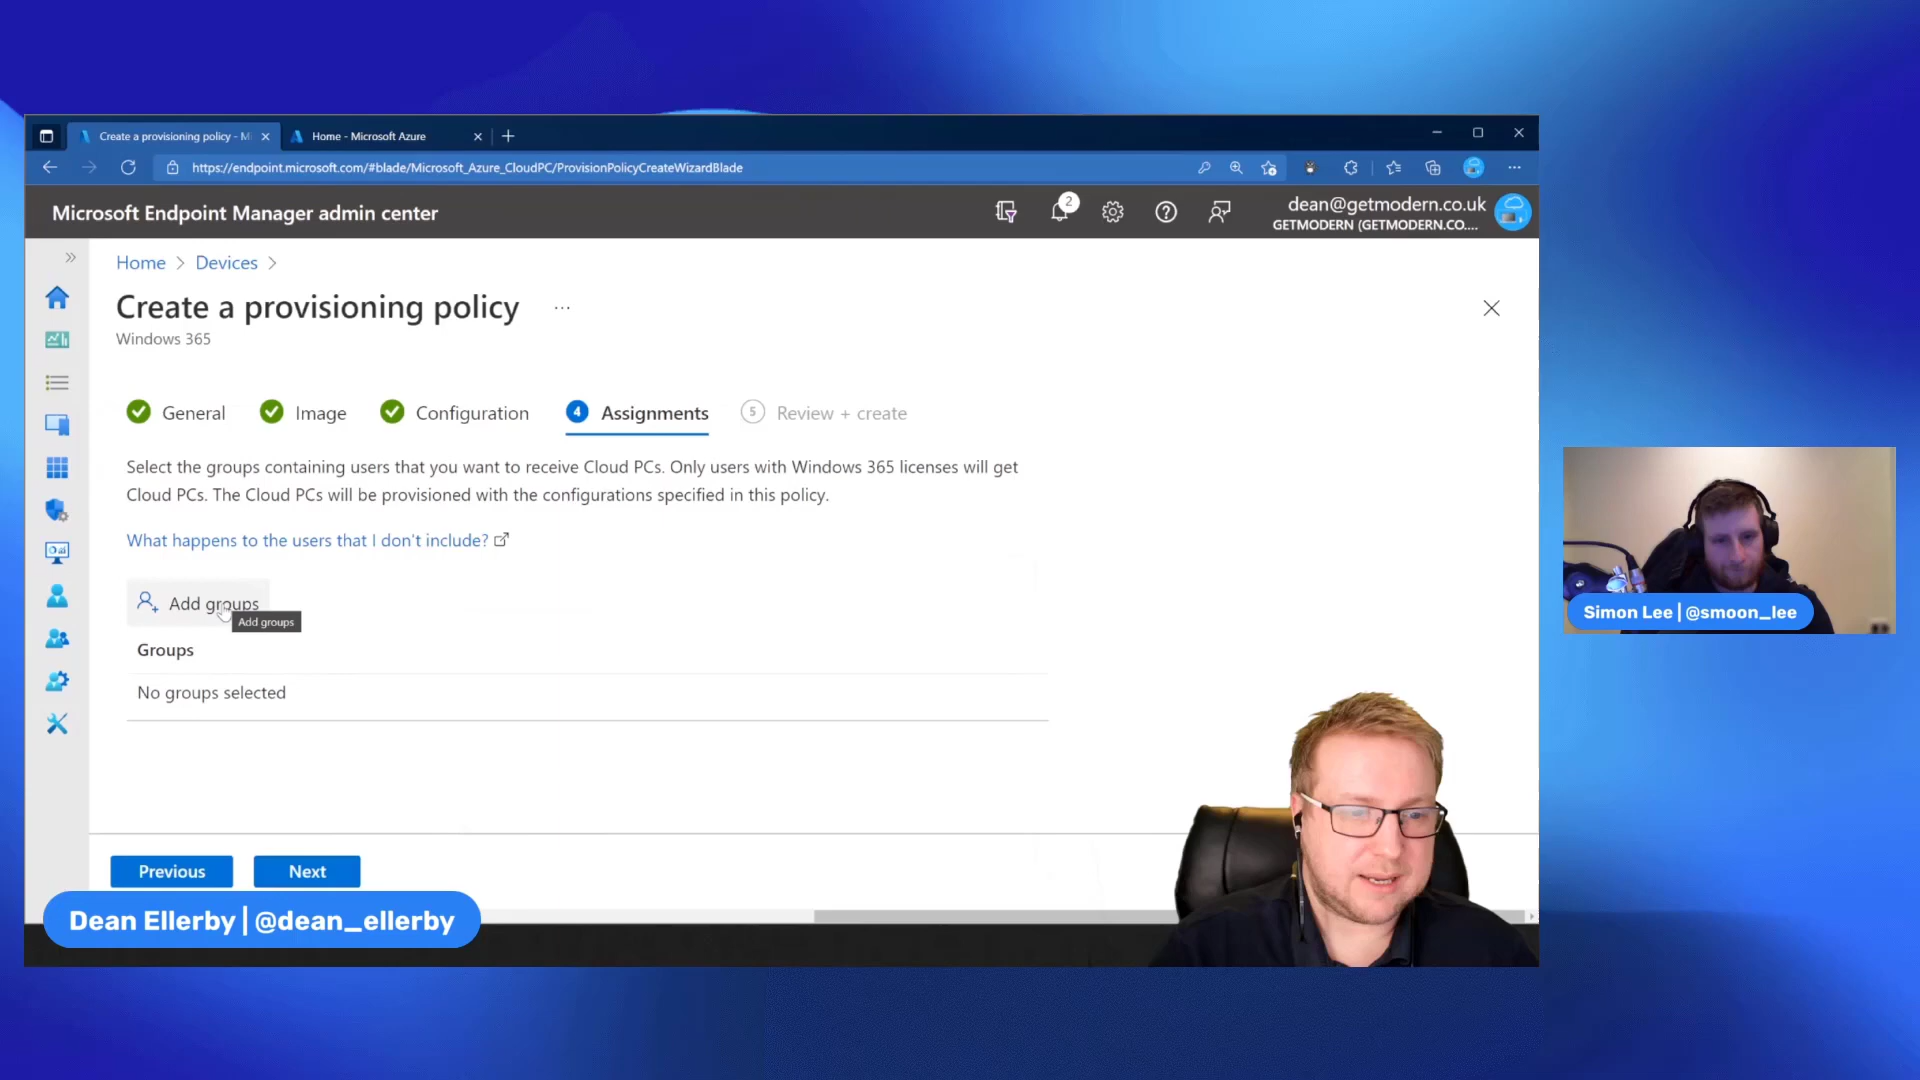 Create a provisioning policy - M
Home - Microsoft Azure
https://endpoint.microsoft.com/#blade/Microsoft_Azure_CloudPC/ProvisionPolicyCreateWizardBlade
Microsoft Endpoint Manager admin center
2
dean@getmodern.co.uk
GETMODERN (GETMODERN.CO....
Home > Devices >
Create a provisioning policy ...
Windows 365
General
Image
Configuration
4 Assignments
5 Review + create
Select the groups containing users that you want to receive Cloud PCs. Only users with Windows 365 licenses will get
Cloud PCs. The Cloud PCs will be provisioned with the configurations specified in this policy.
What happens to the users that I don't include?
Add groups
Add groups
Groups
No groups selected
Previous
Next
Dean Ellerby | @dean_ellerby
Simon Lee | @smoon_lee